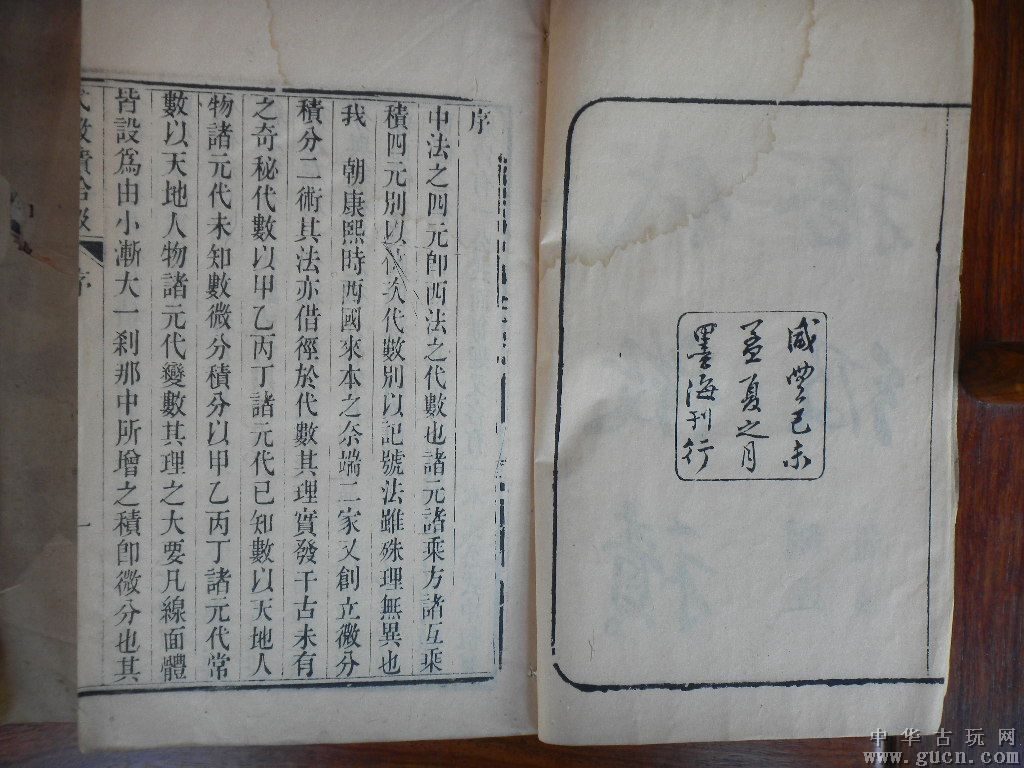 咸豐己未
孟夏之月
墨海刊行
序
中法之四元卽西法之代數也諸元諸乘方諸互乘
積四元別以位次代數別以記號法雖殊理無異也
我 朝康熙時西國來本之奈端二家又創立微分
積分二術其法亦借徑於代數其理實發千古未有
之奇秘代數以甲乙丙丁諸元代已知數以天地人
物諸元代未知數微分積分以甲乙丙丁諸元代常
數以天地人物諸元代變數其理之大要凡線面體
皆設爲由小漸大一剎那中所增之積卽微分也其
序
一
中华古玩网
www.gucn.com